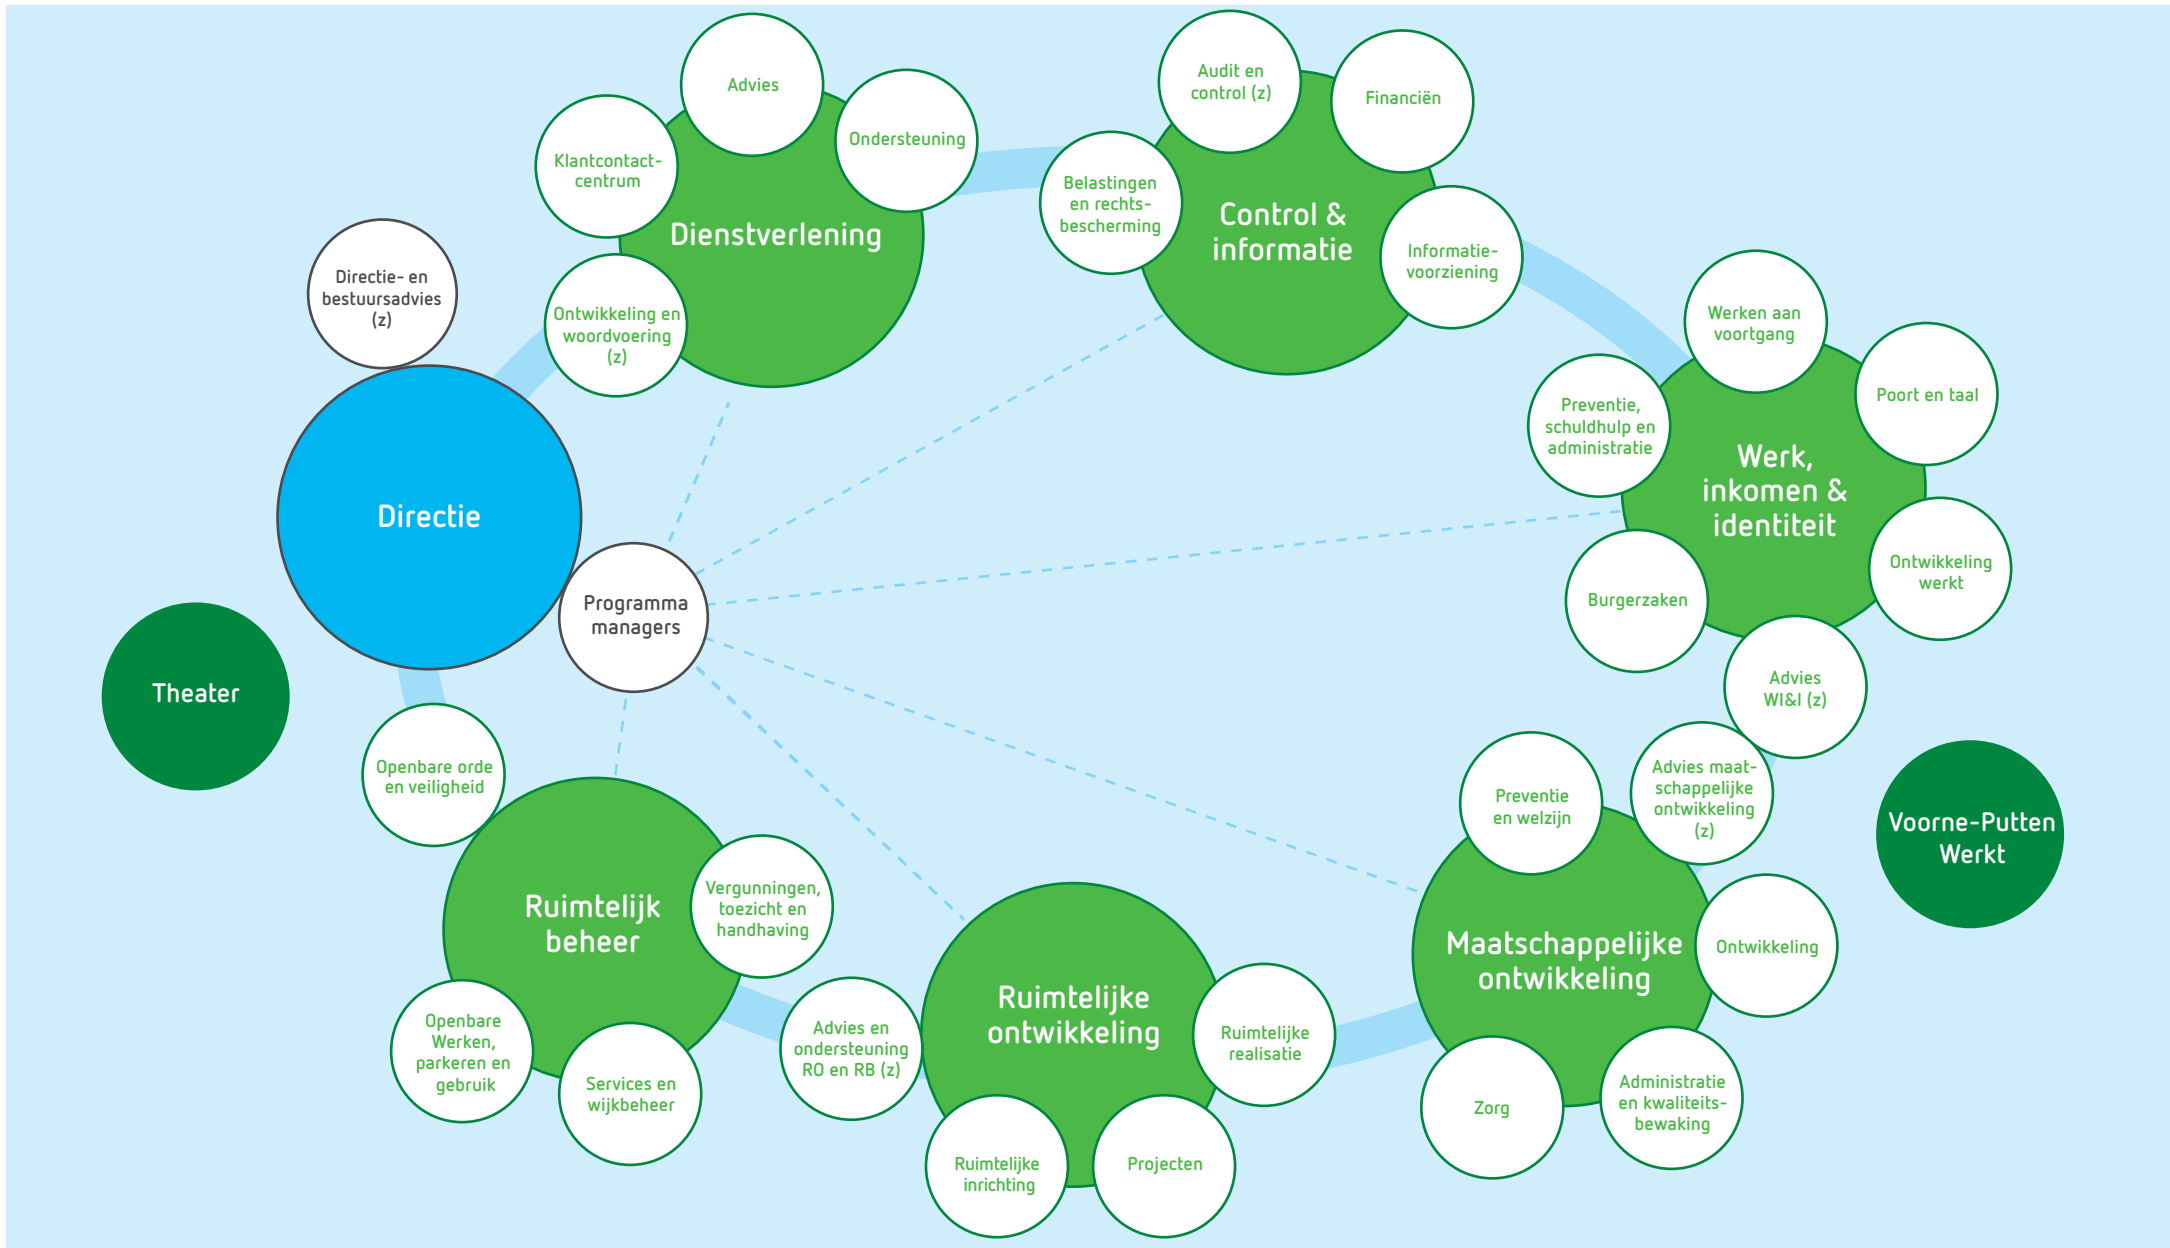 Advies
Klantcontact-
centrum
Ondersteuning
Dienstverlening
Ontwikkeling en
woordvoering
(z)
Audit en
control (z)
Financiën
Belastingen
en rechts-
bescherming
Control &
informatie
Informatie-
voorziening
Directie- en
bestuursadvies
(z)
Directie
Programma
managers
Werken aan
voortgang
Poort en taal
Preventie,
schuldhulp en
administratie
Werk,
inkomen &
identiteit
Ontwikkeling
werkt
Burgerzaken
Advies
WI&I (z)
Theater
Openbare orde
en veiligheid
Ruimtelijk
beheer
Vergunningen,
toezicht en
handhaving
Openbare
Werken,
parkeren en
gebruik
Services en
wijkbeheer
Advies en
ondersteuning
RO en RB (z)
Ruimtelijke
ontwikkeling
Ruimtelijke
realisatie
Ruimtelijke
inrichting
Projecten
Preventie
en welzijn
Advies maat-
schappelijke
ontwikkeling
(z)
Maatschappelijke
ontwikkeling
Ontwikkeling
Zorg
Administratie
en kwaliteits-
bewaking
Voorne-Putten
Werkt